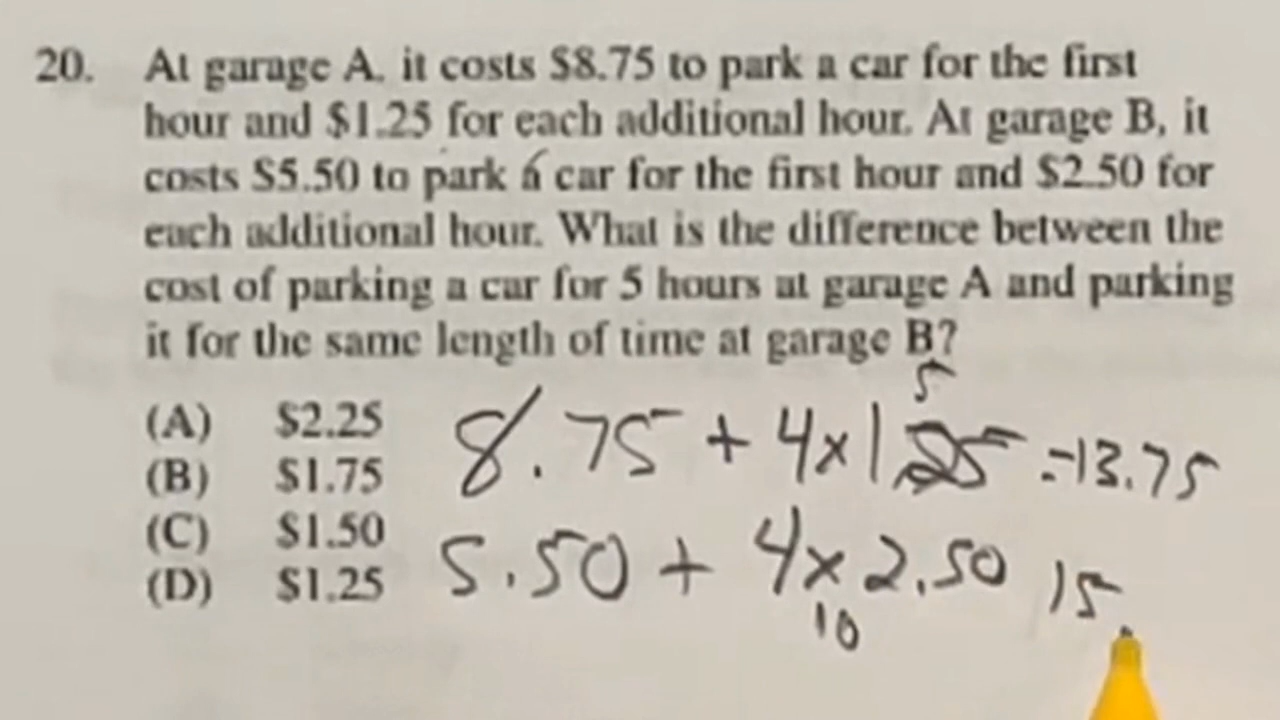 20. At garage A, it costs $8.75 to park a car for the first
hour and $1.25 for each additional hour. At garage B, it
costs $5.50 to park a car for the first hour and $2.50 for
each additional hour. What is the difference between the
cost of parking a car for 5 hours at garage A and parking
it for the same length of time at garage B?
(A) $2.25
(B) $1.75
(C) $1.50
(D) $1.25
5
8.75 + 4x1.25 = 13.75
5.50 + 4x2.50 15.
10